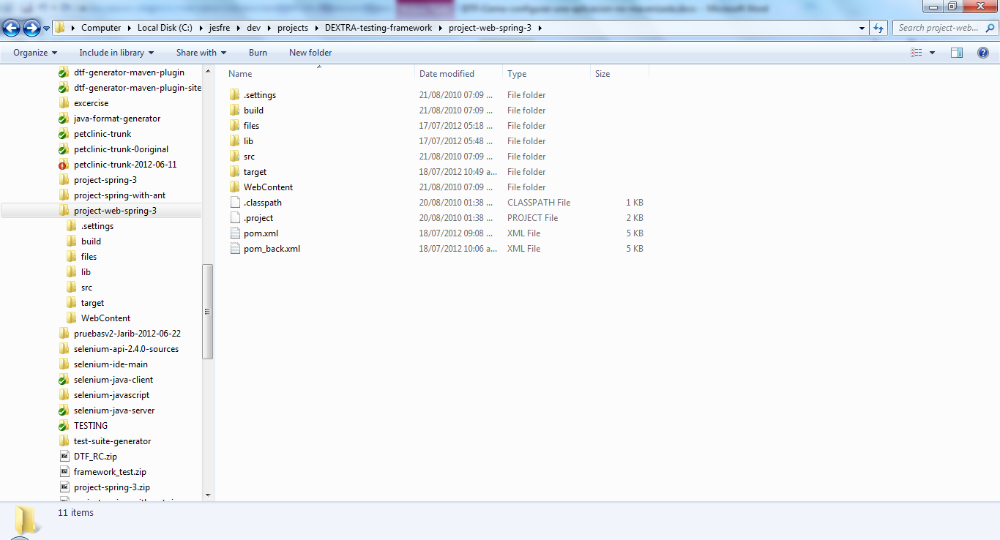 Computer Local Disk (C:) jesfre dev projects DEXTRA-testing-framework project-web-spring-3
Search project-web...
Organize Include in library Share with Burn New folder
dtf-generator-maven-plugin
dtf-generator-maven-plugin-site
excercise
java-format-generator
petclinic-trunk
petclinic-trunk-0original
petclinic-trunk-2012-06-11
project-spring-3
project-spring-with-ant
project-web-spring-3
.settings
build
files
lib
src
target
WebContent
pruebasv2-Jarib-2012-06-22
selenium-api-2.4.0-sources
selenium-ide-main
selenium-java-client
selenium-javascript
selenium-java-server
TESTING
test-suite-generator
DTF_RC.zip
framework_test.zip
project-spring-3.zip
Name Date modified Type Size
.settings 21/08/2010 07:09 ... File folder
build 21/08/2010 07:09 ... File folder
files 17/07/2012 05:18 ... File folder
lib 17/07/2012 05:48 ... File folder
src 21/08/2010 07:09 ... File folder
target 18/07/2012 10:49 a... File folder
WebContent 21/08/2010 07:09 ... File folder
.classpath 20/08/2010 01:38 ... CLASSPATH File 1 KB
.project 20/08/2010 01:38 ... PROJECT File 2 KB
pom.xml 18/07/2012 09:08 ... XML File 5 KB
pom_back.xml 18/07/2012 10:06 a... XML File 5 KB
11 items